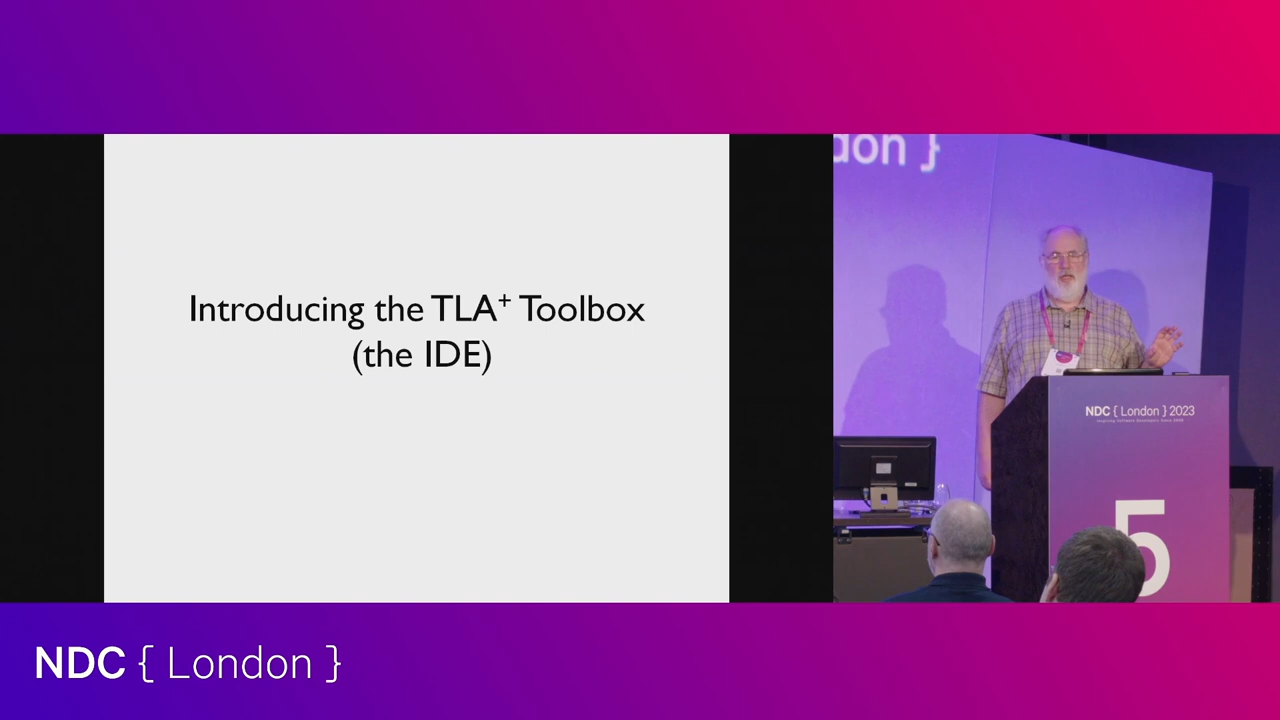 Introducing the TLA⁺ Toolbox
(the IDE)
don }
NDC { London } 2023
5
NDC { London }